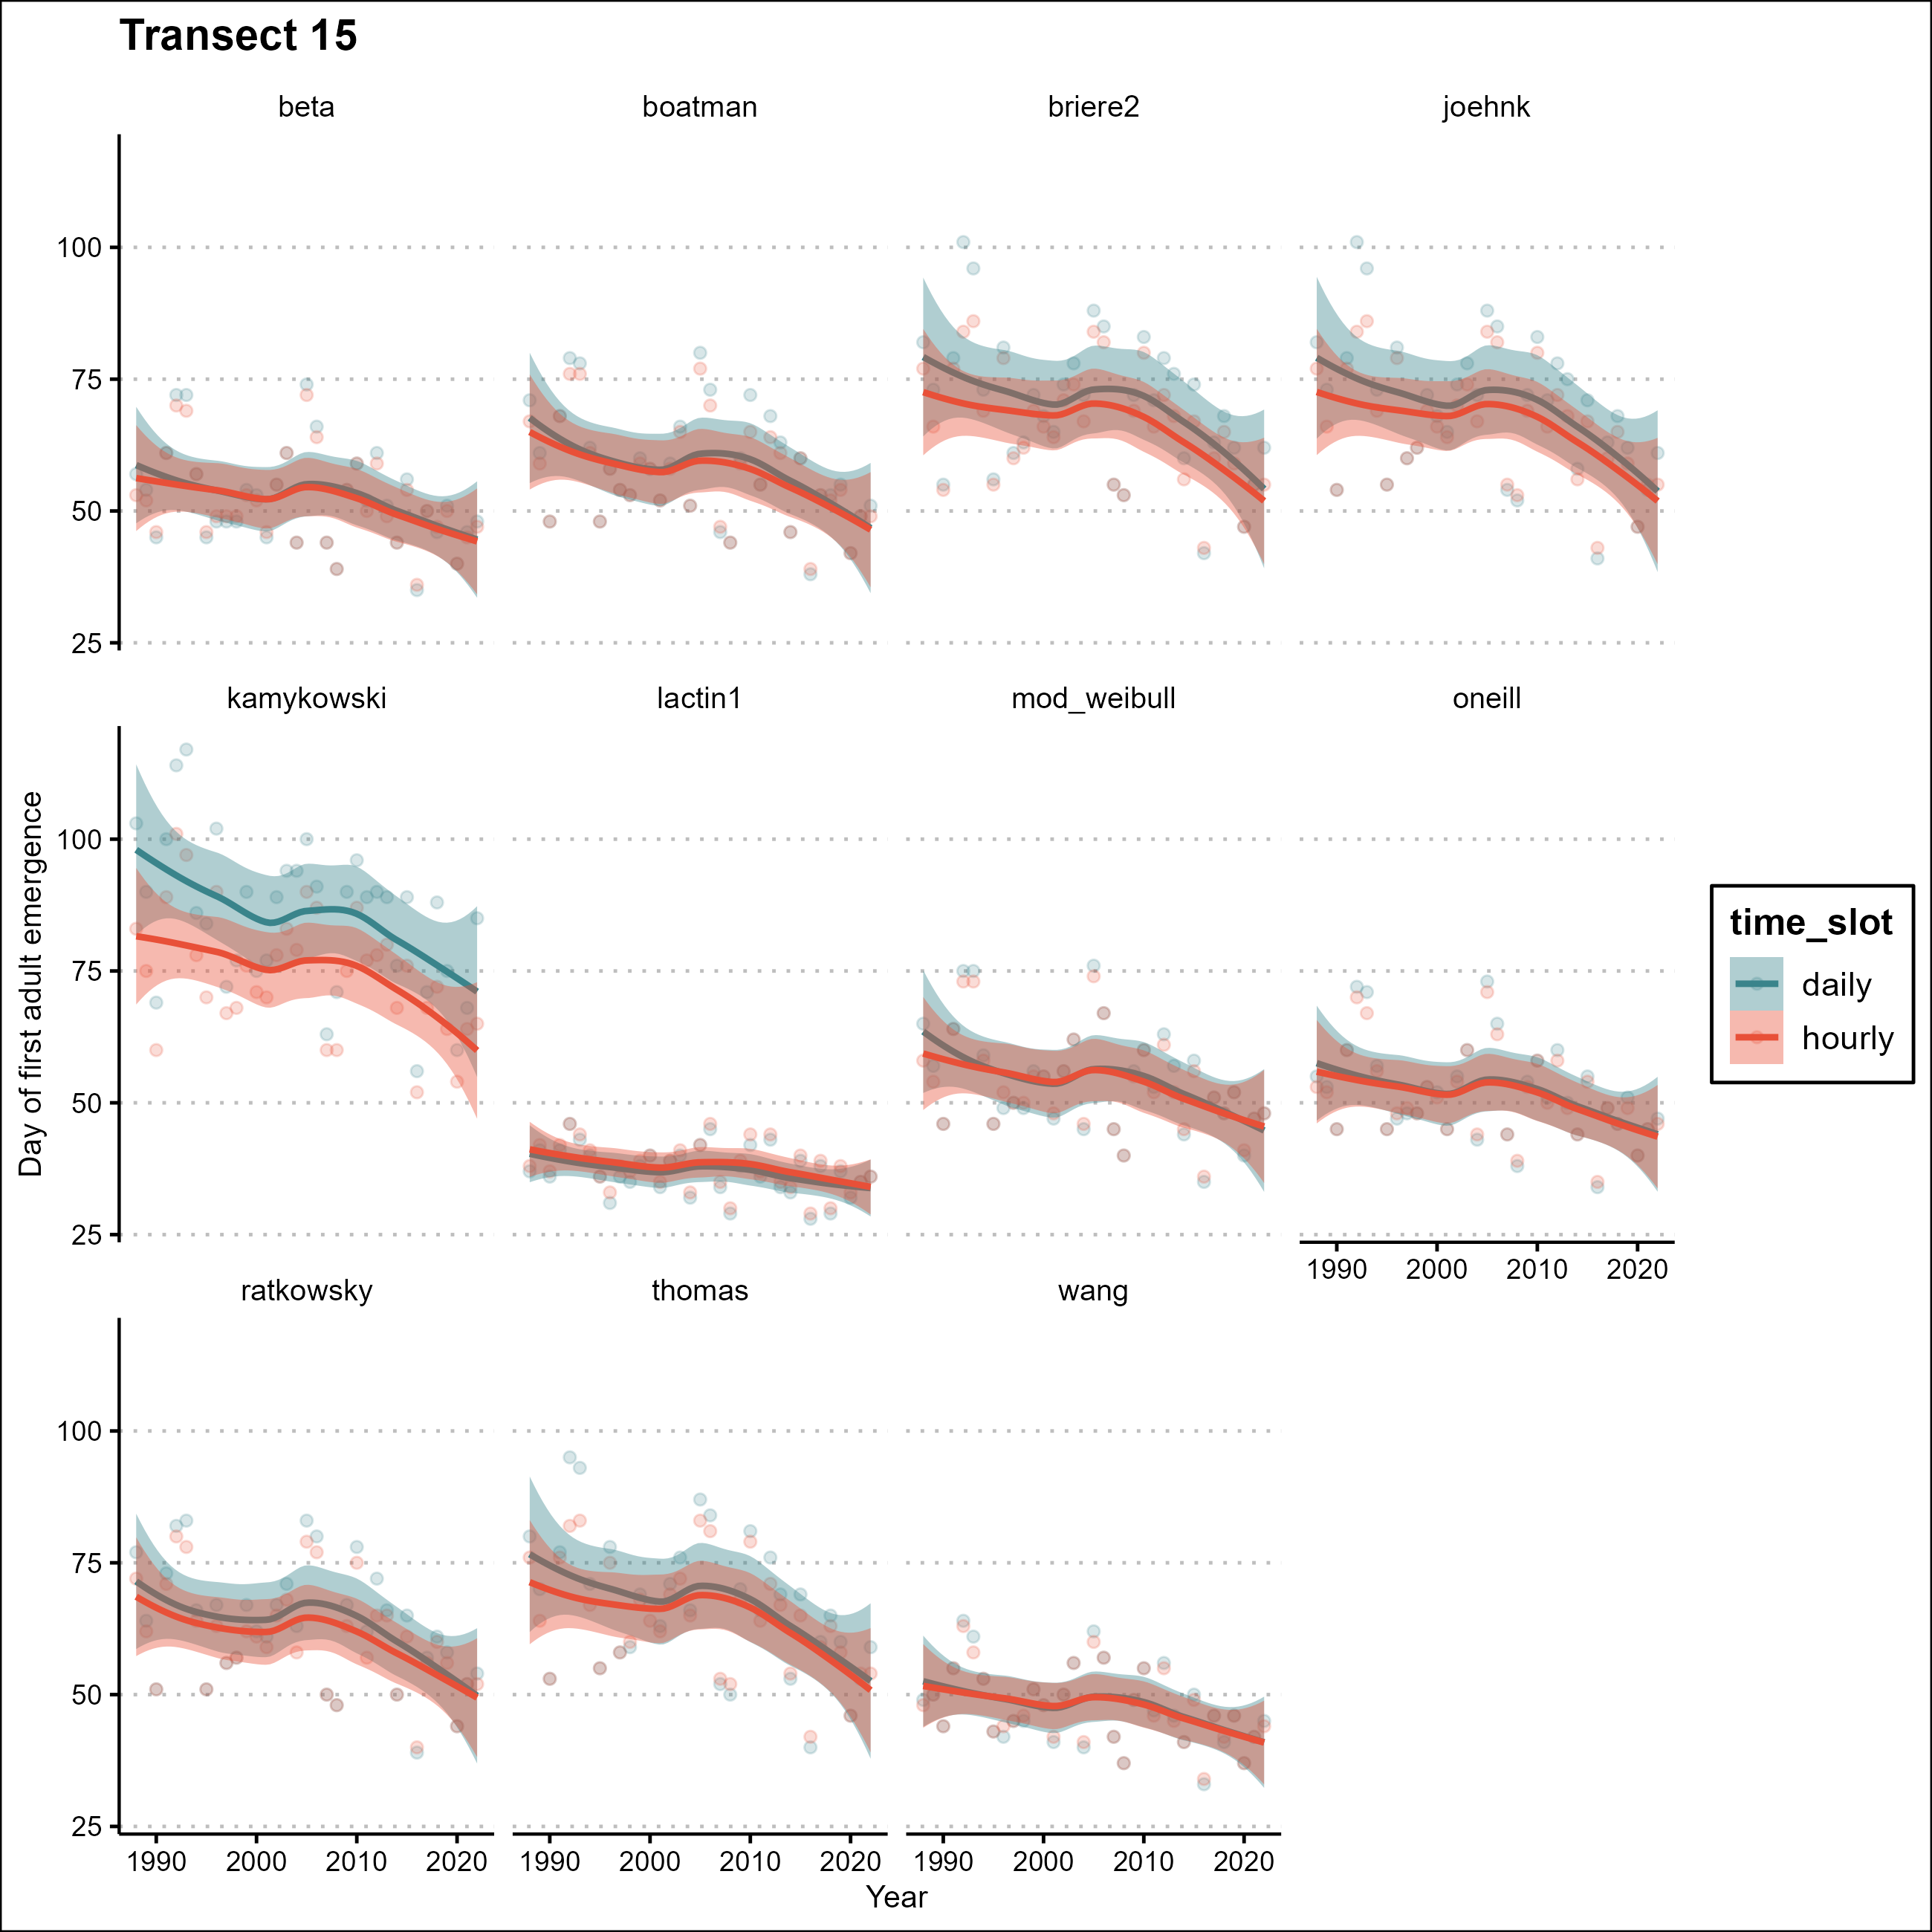 Transect 15
beta boatman briere2 joehnk
100
75
50
25
kamykowski lactin1 mod_weibull oneill
100
75
50
25
1990 2000 2010 2020
ratkowsky thomas wang
100
75
50
25
1990 2000 2010 2020 1990 2000 2010 2020 1990 2000 2010 2020
Year
Day of first adult emergence
time_slot
daily
hourly